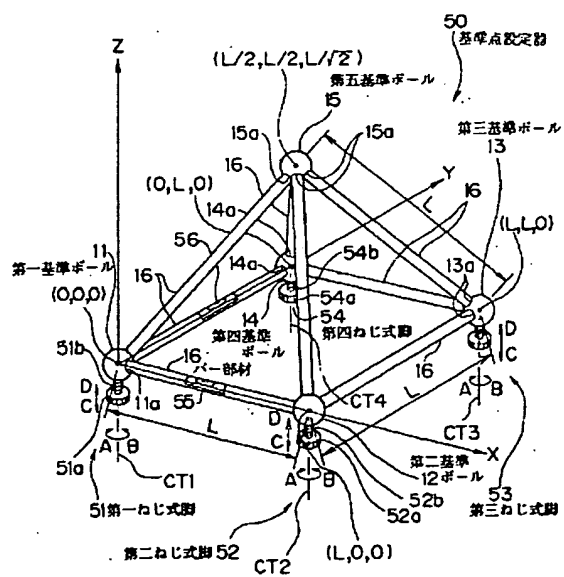 50
基準点設定器
Z
(L/2,L/2,L/√2)
15
第五基準ボール
第三基準ボール
13
15a
15a
16
Y
(0,L,0)
16
L
(L,L,0)
14a
56
54b
11
第一基準ボール
16
14a
16
13a
(0,0,0)
14
54a
54
第四ねじ式脚
第四基準
ボール
51b
16
バー部材
16
D
C
D
C
11a
55
D
C
CT4
L
A
B
L
A
B
CT3
X
51a
CT1
A
B
第二基準
12ボール
53
第三ねじ式脚
51第一ねじ式脚
52b
52a
第二ねじ式脚52
CT2
(L,0,0)